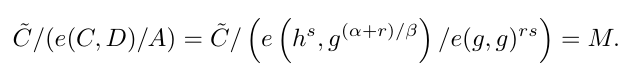 C̃/(e(C, D)/A) = C̃/ (e (h^s, g^{(α+r)/β}) /e(g, g)^{rs}) = M.